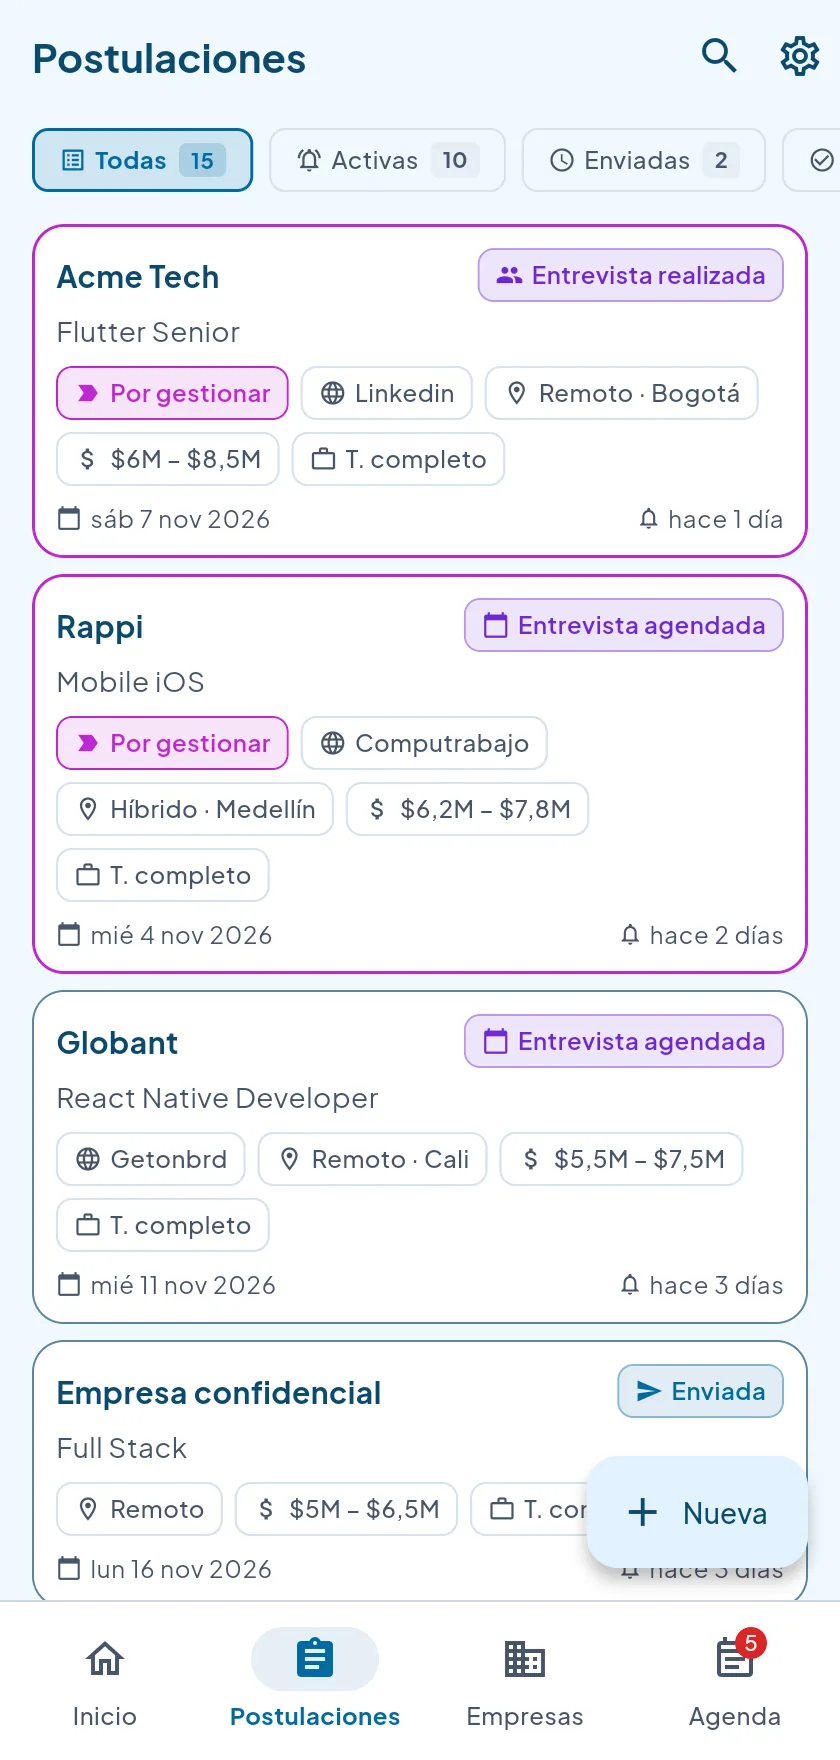 Postulaciones
Todas 15 Activas 10 Enviadas 2
Acme Tech Entrevista realizada
Flutter Senior
Por gestionar Linkedin Remoto · Bogotá
$ $6M – $8,5M T. completo
sáb 7 nov 2026 hace 1 día
Rappi Entrevista agendada
Mobile iOS
Por gestionar Computrabajo
Híbrido · Medellín $ $6,2M – $7,8M
T. completo
mié 4 nov 2026 hace 2 días
Globant Entrevista agendada
React Native Developer
Getonbrd Remoto · Cali $ $5,5M – $7,5M
T. completo
mié 11 nov 2026 hace 3 días
Empresa confidencial Enviada
Full Stack
Remoto $ $5M – $6,5M T.
Nueva
lun 16 nov 2026 hace días
5
Inicio Postulaciones Empresas Agenda